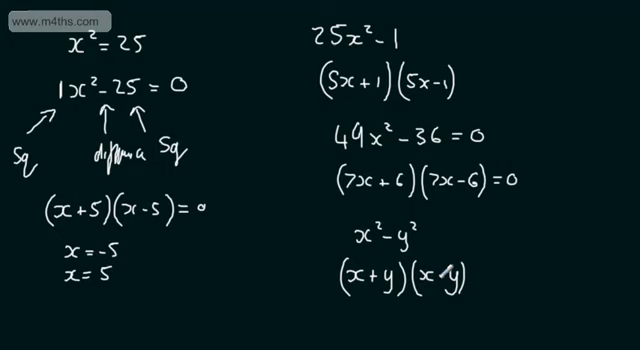 www.m4ths.com
x² = 25
1x² - 25 = 0
Sq difference Sq
(x + 5)(x - 5) = 0
x = -5
x = 5
25x² - 1
(5x + 1)(5x - 1)
49x² - 36 = 0
(7x + 6)(7x - 6) = 0
x² - y²
(x + y)(x - y)